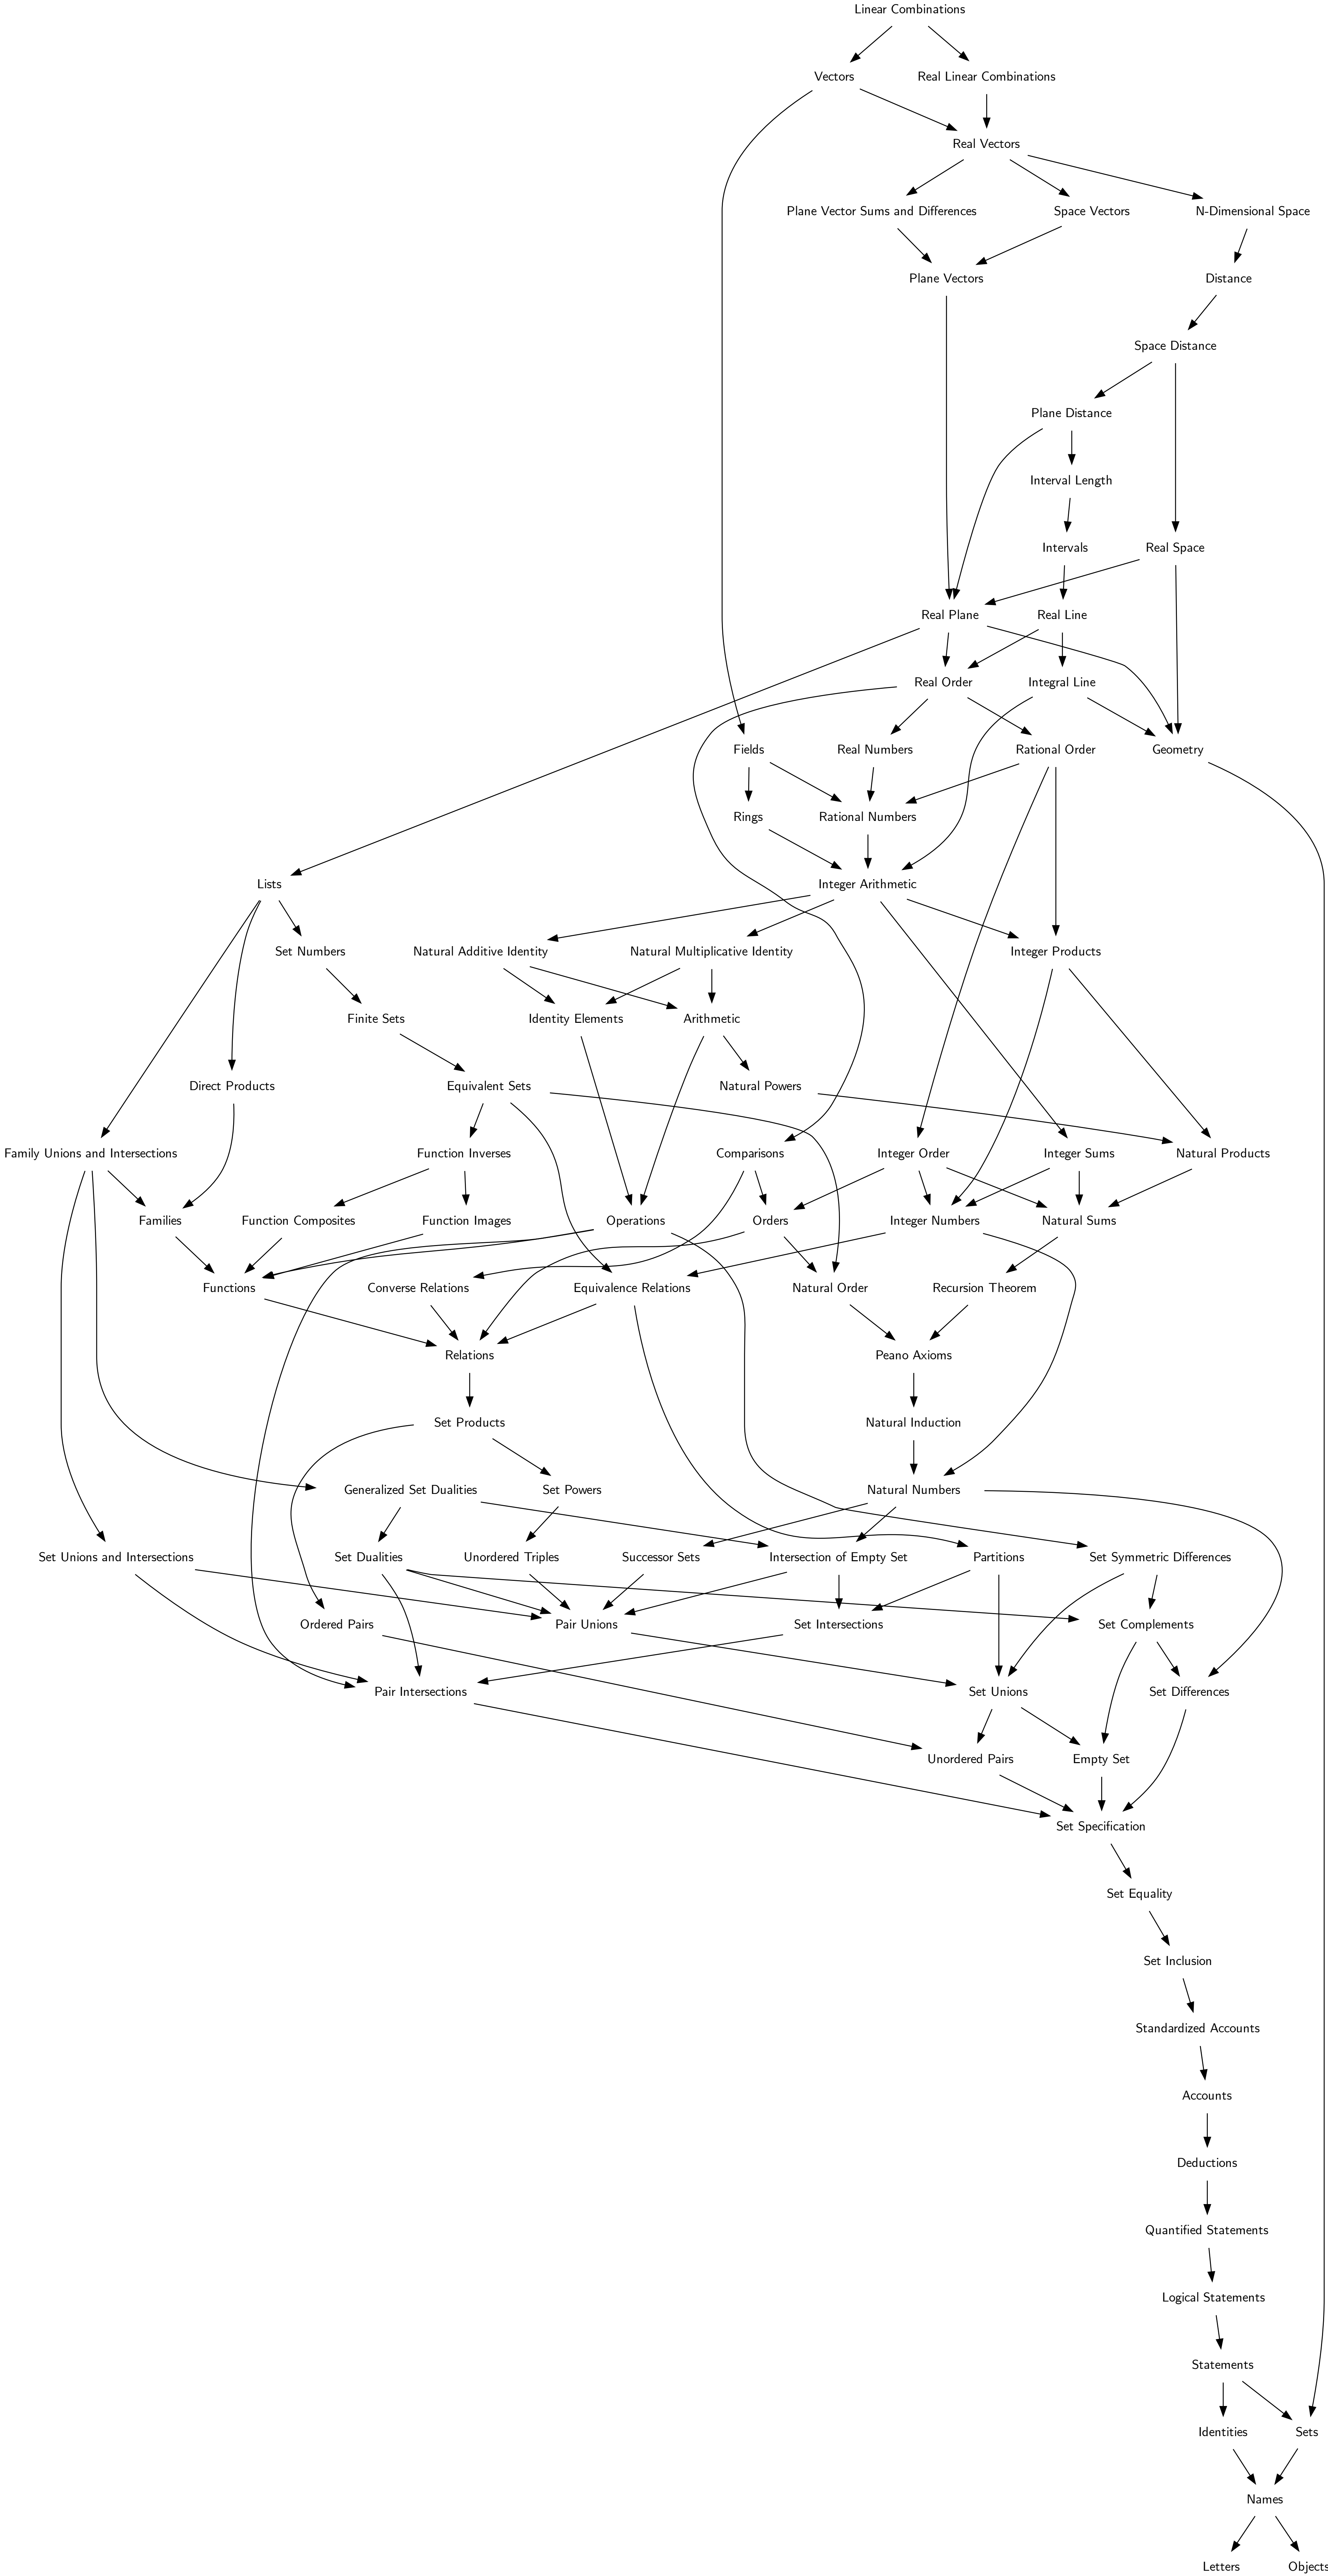 Linear Combinations
Vectors
Real Linear Combinations
Real Vectors
Plane Vector Sums and Differences
Space Vectors
N-Dimensional Space
Plane Vectors
Distance
Space Distance
Plane Distance
Interval Length
Intervals
Real Space
Real Plane
Real Line
Real Order
Integral Line
Fields
Real Numbers
Rational Order
Geometry
Rings
Rational Numbers
Lists
Integer Arithmetic
Set Numbers
Natural Additive Identity
Natural Multiplicative Identity
Integer Products
Finite Sets
Identity Elements
Arithmetic
Direct Products
Equivalent Sets
Natural Powers
Family Unions and Intersections
Function Inverses
Comparisons
Integer Order
Integer Sums
Natural Products
Families
Function Composites
Function Images
Operations
Orders
Integer Numbers
Natural Sums
Functions
Converse Relations
Equivalence Relations
Natural Order
Recursion Theorem
Relations
Peano Axioms
Set Products
Natural Induction
Generalized Set Dualities
Set Powers
Natural Numbers
Set Unions and Intersections
Set Dualities
Unordered Triples
Successor Sets
Intersection of Empty Set
Partitions
Set Symmetric Differences
Ordered Pairs
Pair Unions
Set Intersections
Set Complements
Pair Intersections
Set Unions
Set Differences
Unordered Pairs
Empty Set
Set Specification
Set Equality
Set Inclusion
Standardized Accounts
Accounts
Deductions
Quantified Statements
Logical Statements
Statements
Identities
Sets
Names
Letters
Objects